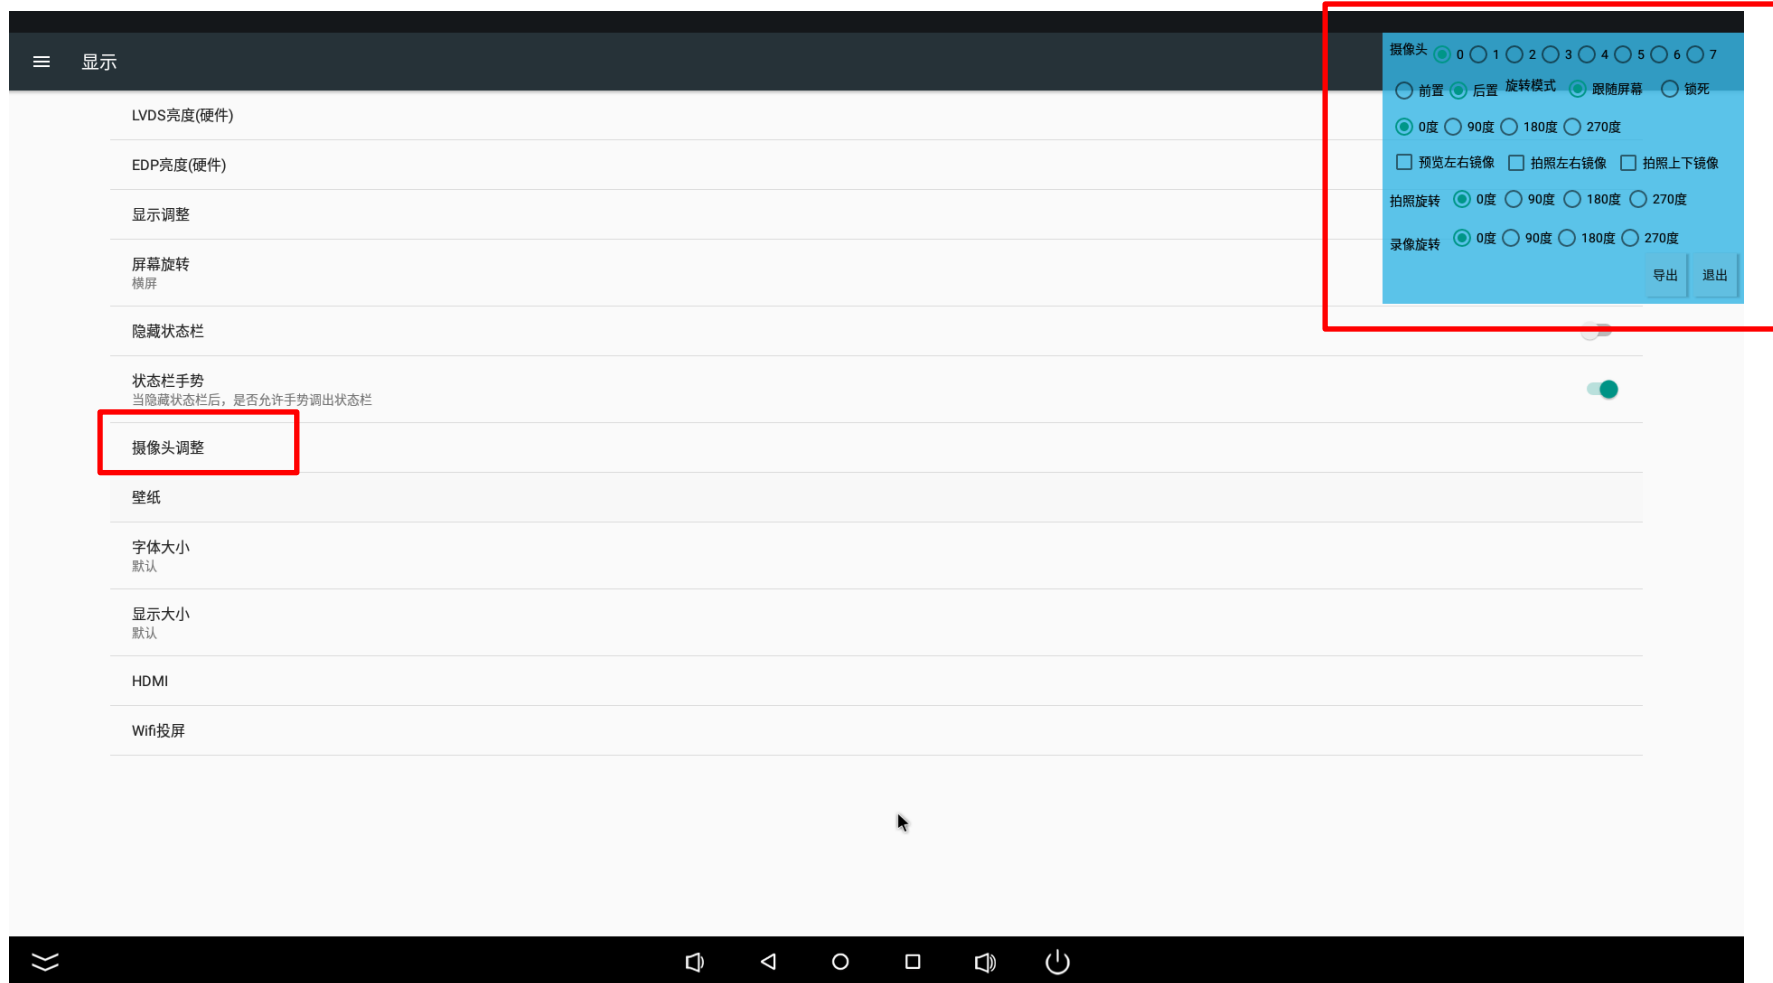 显示
摄像头 0 1 2 3 4 5 6 7
前置 后置 旋转模式 跟随屏幕 锁死
0度 90度 180度 270度
预览左右镜像 拍照左右镜像 拍照上下镜像
拍照旋转 0度 90度 180度 270度
录像旋转 0度 90度 180度 270度
导出 退出
LVDS亮度(硬件)
EDP亮度(硬件)
显示调整
屏幕旋转
横屏
隐藏状态栏
状态栏手势
当隐藏状态栏后，是否允许手势调出状态栏
摄像头调整
壁纸
字体大小
默认
显示大小
默认
HDMI
Wifi投屏